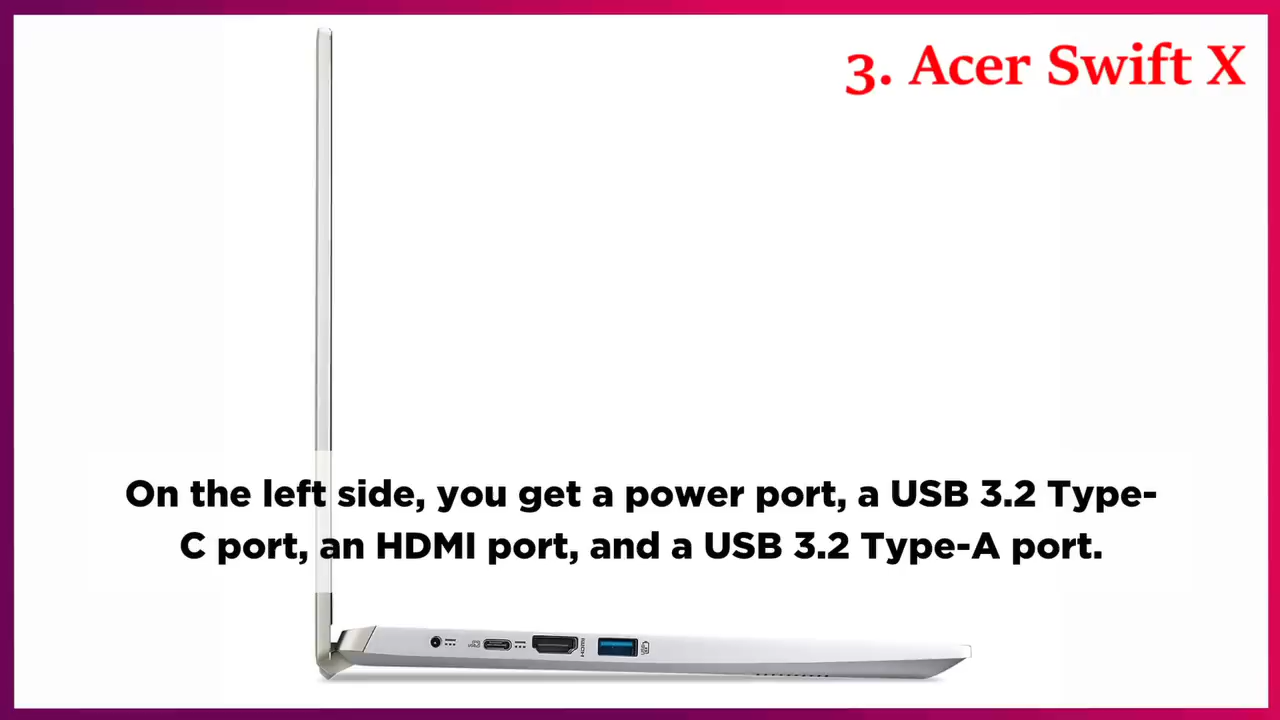 3. Acer Swift X
On the left side, you get a power port, a USB 3.2 Type-
C port, an HDMI port, and a USB 3.2 Type-A port.
HDMI